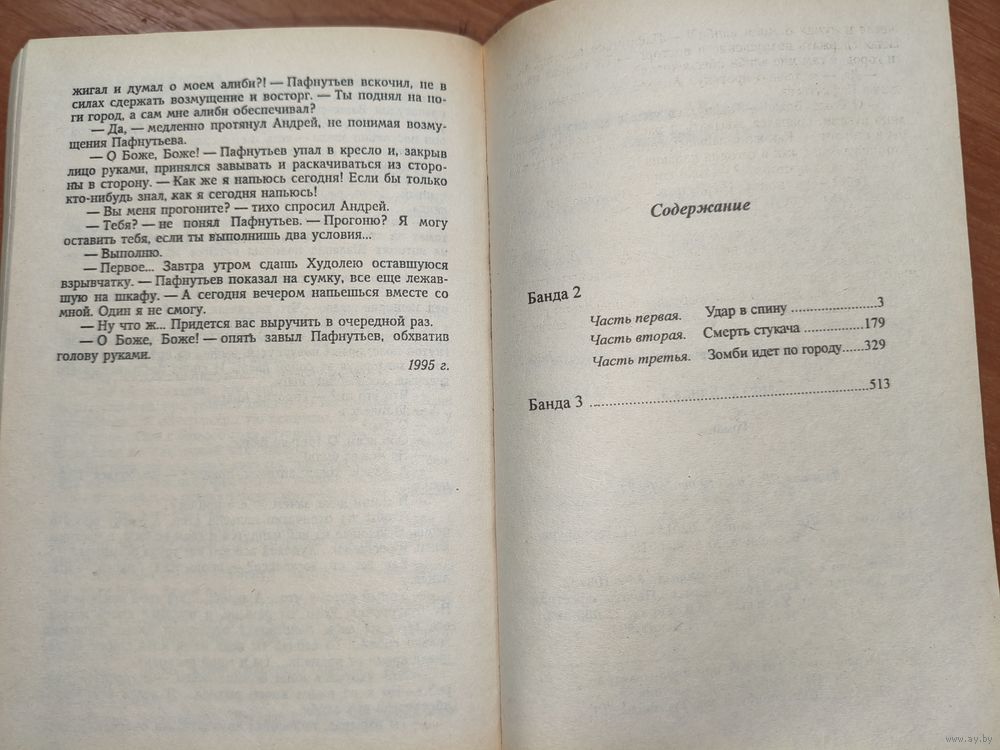 жигал и думал о моем алиби?! — Пафнутьев вскочил, не в
силах сдержать возмущение и восторг. — Ты поднял на но-
ги город, а сам мне алиби обеспечивал?
— Да, — медленно протянул Андрей, не понимая возму-
щения Пафнутьева.
— О Боже, Боже! — Пафнутьев упал в кресло и, закрыв
лицо руками, принялся завывать и раскачиваться из сторо-
ны в сторону. — Как же я напьюсь сегодня! Если бы только
кто-нибудь знал, как я сегодня напьюсь!
— Вы меня прогоните? — тихо спросил Андрей.
— Тебя? — не понял Пафнутьев. — Прогоню? Я могу
оставить тебя, если ты выполнишь два условия...
— Выполню.
— Первое... Завтра утром сдашь Худолею оставшуюся
взрывчатку. — Пафнутьев показал на сумку, все еще лежав-
шую на шкафу. — А сегодня вечером напьешься вместе со
мной. Один я не смогу.
— Ну что ж... Придется вас выручить в очередной раз.
— О Боже, Боже! — опять завыл Пафнутьев, обхватив
голову руками.
1995 г.
Содержание
Банда 2
Часть первая. Удар в спину ........................3
Часть вторая. Смерть стукача ...............179
Часть третья. Зомби идет по городу......329
Банда 3 ...............................................................513
www.ay.by